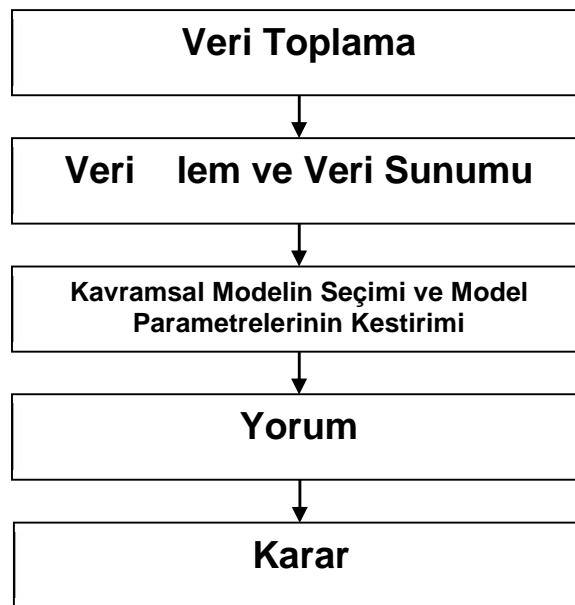 Veri Toplama
Veri lem ve Veri Sunumu
Kavramsal Modelin Seçimi ve Model
Parametrelerinin Kestirimi
Yorum
Karar